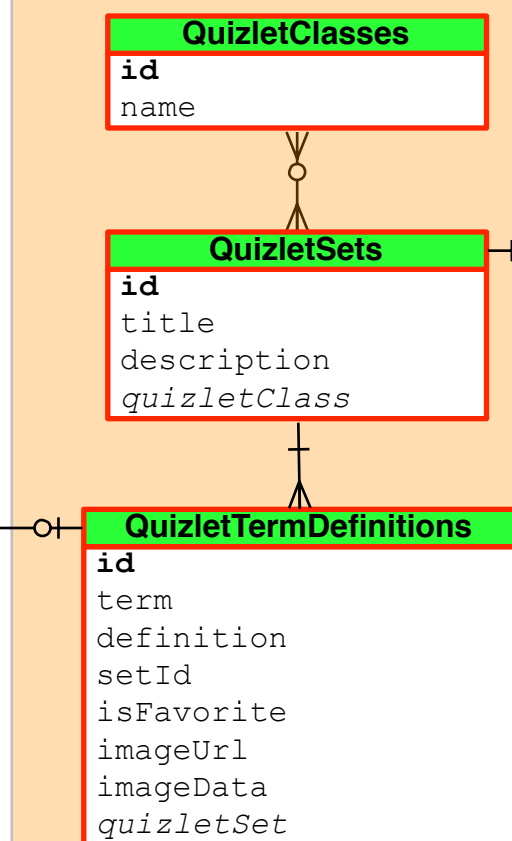 QuizletClasses
id
name
QuizletSets
id
title
description
quizletClass
QuizletTermDefinitions
id
term
definition
setId
isFavorite
imageUrl
imageData
quizletSet